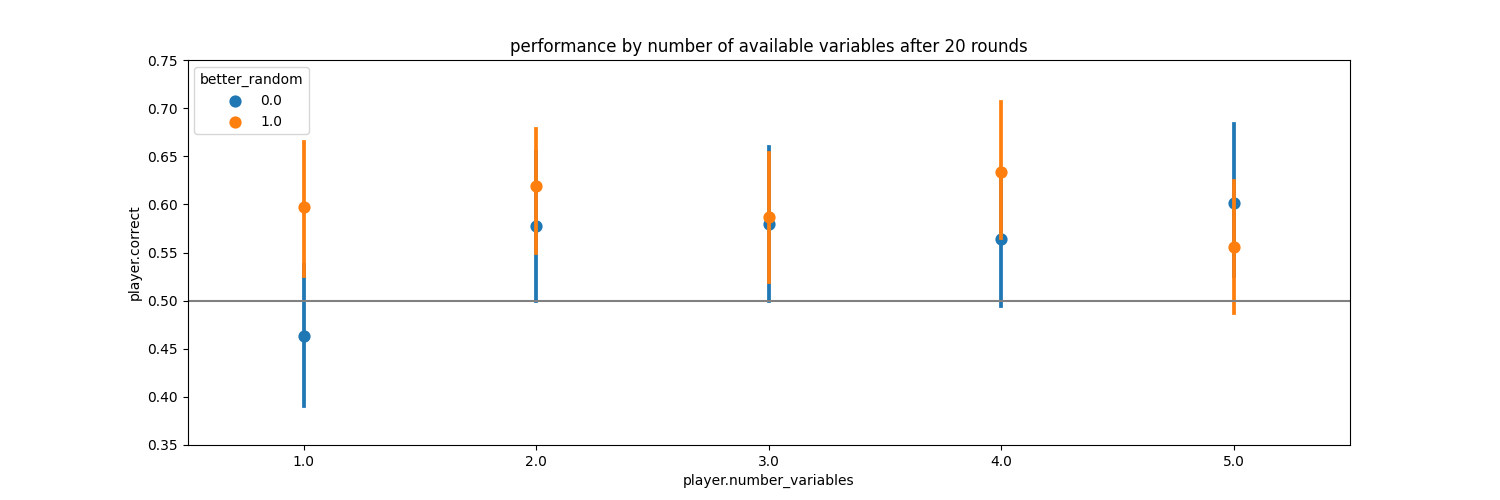 performance by number of available variables after 20 rounds
0.75
0.70
0.65
0.60
0.55
0.50
0.45
0.40
0.35
player.correct
better_random
0.0
1.0
1.0 2.0 3.0 4.0 5.0
player.number_variables